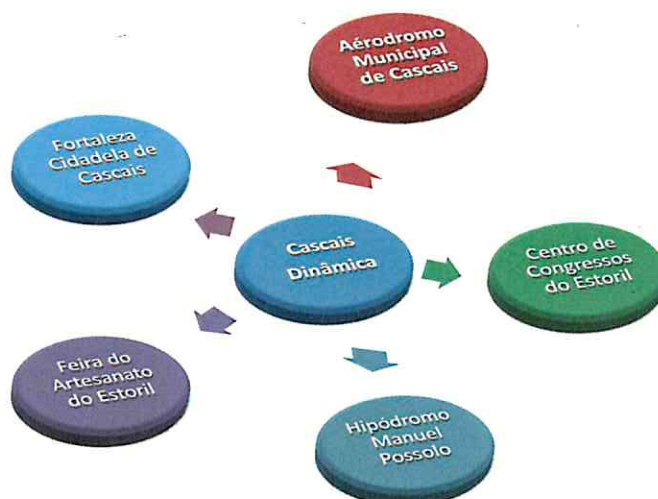 Aérodromo
Municipal
de Cascais
Fortaleza
Cidadela de
Cascais
Cascais
Dinâmica
Centro de
Congressos
do Estoril
Feira do
Artesanato
do Estoril
Hipódromo
Manuel
Possolo